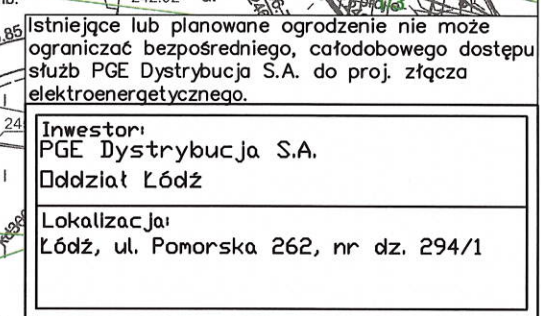 Istniejące lub planowane ogrodzenie nie może
ograniczać bezpośredniego, całodobowego dostępu
służb PGE Dystrybucja S.A. do proj. złącza
elektroenergetycznego.
Inwestor:
PGE Dystrybucja S.A.
Oddział Łódź
Lokalizacja:
Łódź, ul. Pomorska 262, nr dz. 294/1